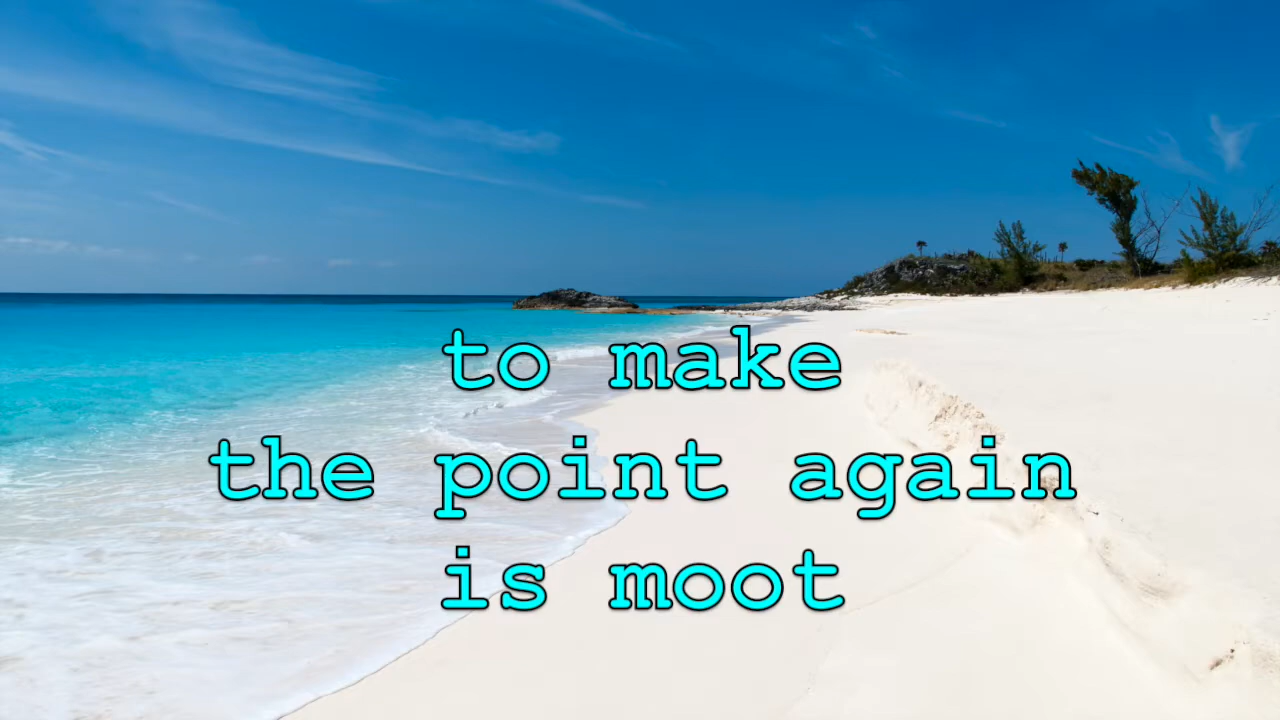 to make
the point again
is moot